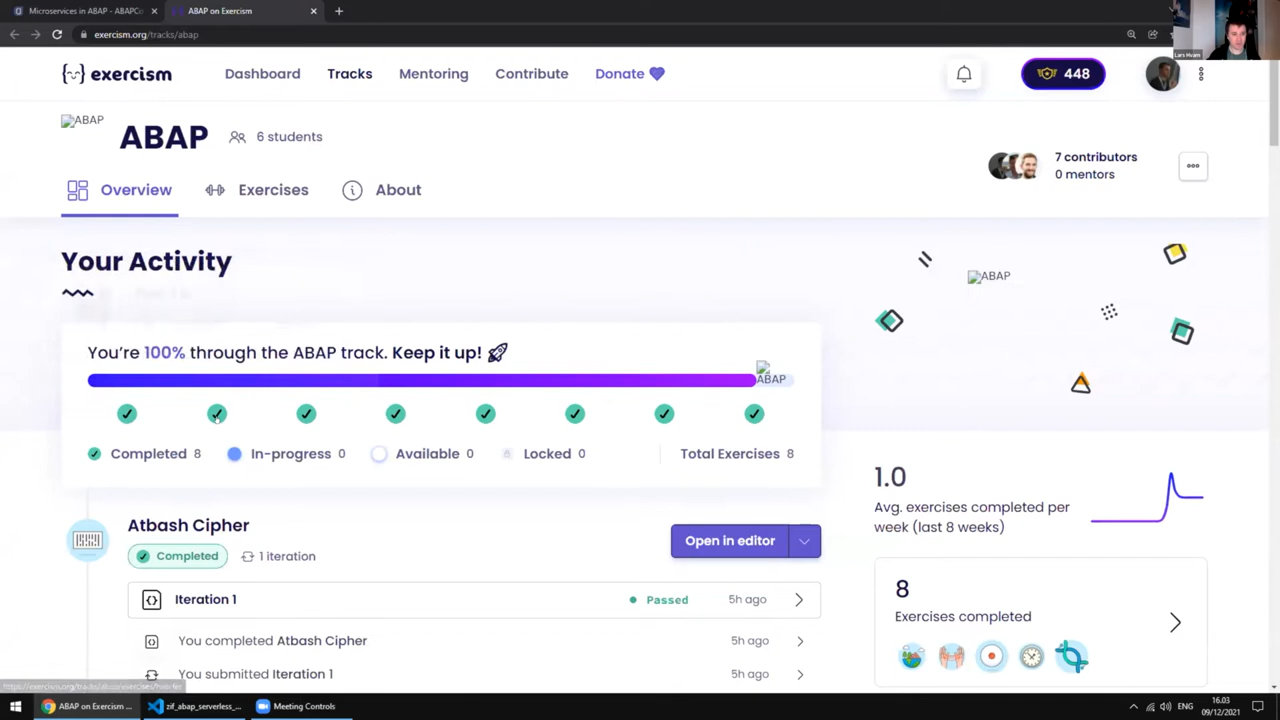 Microservices in ABAP - ABAPCo
ABAP on Exercism
exercism.org/tracks/abap
Lars Hvam
exercism
Dashboard
Tracks
Mentoring
Contribute
Donate
448
ABAP
ABAP
6 students
7 contributors
0 mentors
Overview
Exercises
About
Your Activity
ABAP
You're 100% through the ABAP track. Keep it up!
ABAP
Completed 8
In-progress 0
Available 0
Locked 0
Total Exercises 8
1.0
Avg. exercises completed per
week (last 8 weeks)
Atbash Cipher
Completed
1 iteration
Open in editor
Iteration 1
Passed
5h ago
You completed Atbash Cipher
5h ago
You submitted Iteration 1
5h ago
8
Exercises completed
ABAP on Exercism ...
zif_abap_serverless_...
Meeting Controls
ENG
16.03
09/12/2021